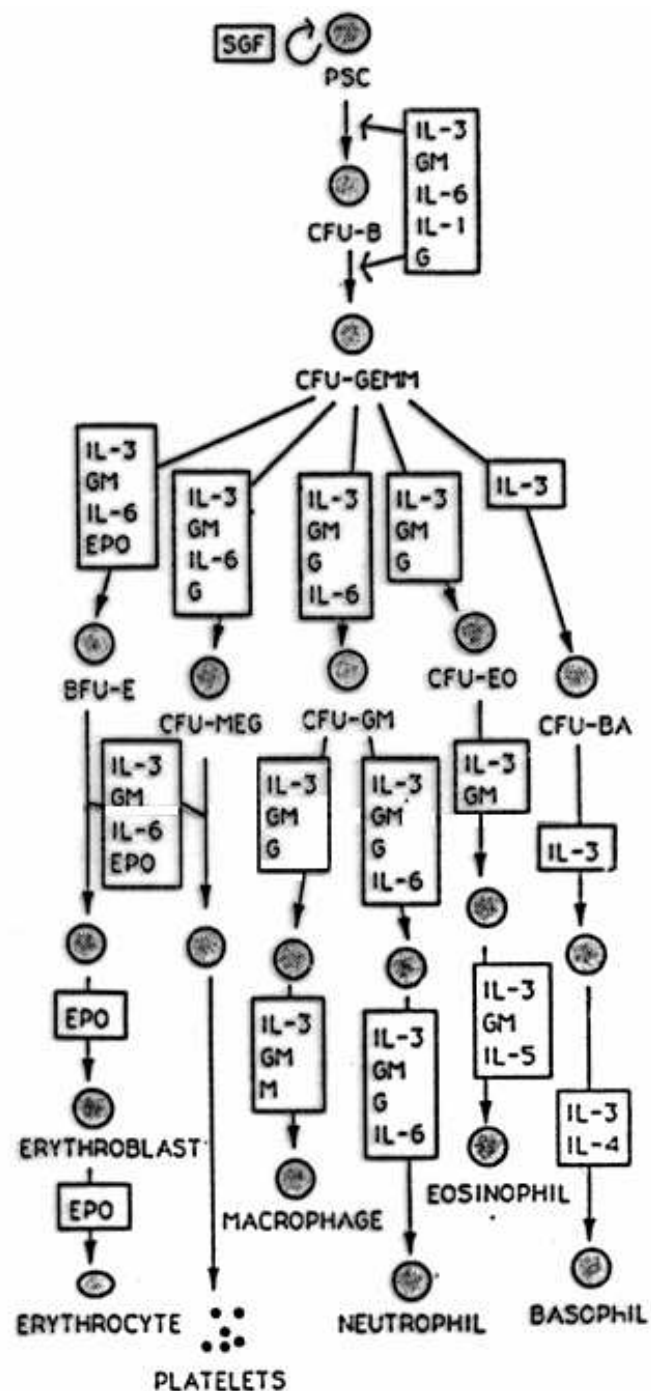 SGF
PSC
IL-3
GM
IL-6
IL-1
G
CFU-B
CFU-GEMM
IL-3
GM
IL-6
EPO
IL-3
GM
IL-6
G
IL-3
GM
G
IL-6
IL-3
GM
G
IL-3
BFU-E
CFU-MEG
CFU-GM
CFU-EO
CFU-BA
IL-3
GM
IL-6
EPO
IL-3
GM
G
IL-3
GM
G
IL-6
IL-3
GM
IL-3
EPO
IL-3
GM
M
IL-3
GM
G
IL-6
IL-3
GM
IL-5
IL-3
IL-4
ERYTHROBLAST
EPO
MACROPHAGE
EOSINOPHIL
ERYTHROCYTE
PLATELETS
NEUTROPHIL
BASOPHIL